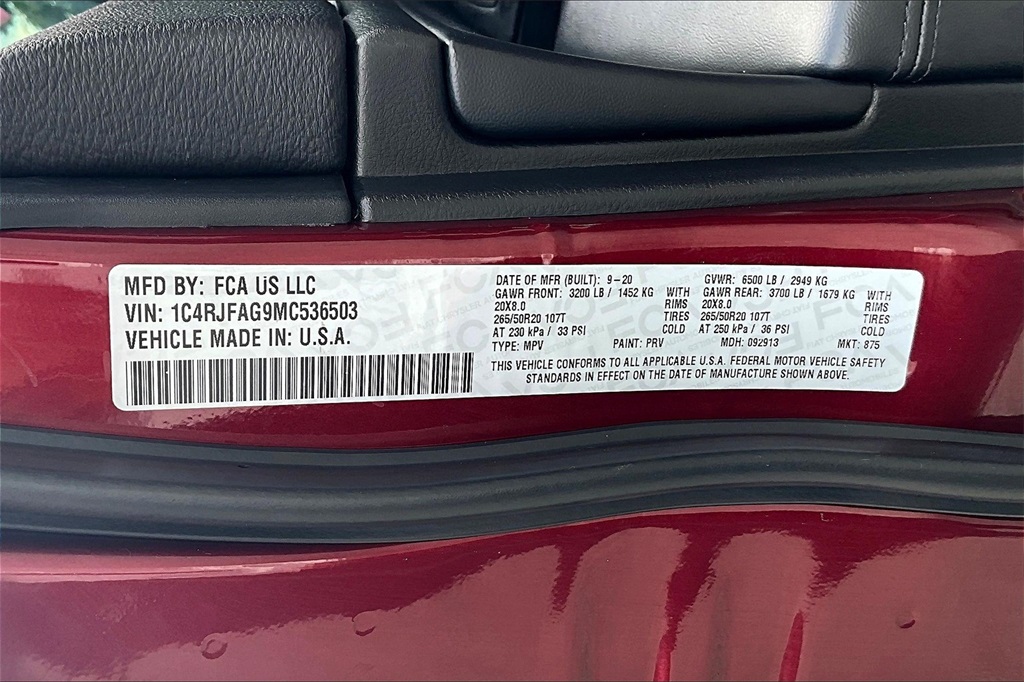 MFD BY: FCA US LLC
VIN: 1C4RJFAG9MC536503
VEHICLE MADE IN: U.S.A.
DATE OF MFR (BUILT): 9-20 GVWR: 6500 LB / 2949 KG
GAWR FRONT: 3200 LB / 1452 KG WITH GAWR REAR: 3700 LB / 1679 KG WITH
20X8.0 RIMS 20X8.0 RIMS
265/50R20 107T TIRES 265/50R20 107T TIRES
AT 230 kPa / 33 PSI COLD AT 250 kPa / 36 PSI COLD
TYPE: MPV PAINT: PRV MDH: 092913 MKT: 875
THIS VEHICLE CONFORMS TO ALL APPLICABLE U.S.A. FEDERAL MOTOR VEHICLE SAFETY
STANDARDS IN EFFECT ON THE DATE OF MANUFACTURE SHOWN ABOVE.